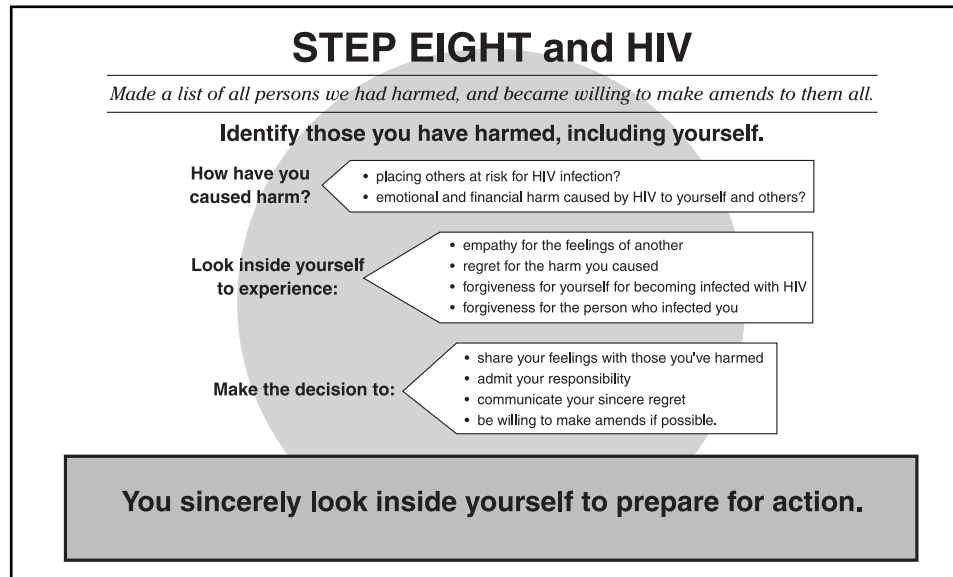 STEP EIGHT and HIV
Made a list of all persons we had harmed, and became willing to make amends to them all.
Identify those you have harmed, including yourself.
How have you
caused harm?
• placing others at risk for HIV infection?
• emotional and financial harm caused by HIV to yourself and others?
Look inside yourself
to experience:
• empathy for the feelings of another
• regret for the harm you caused
• forgiveness for yourself for becoming infected with HIV
• forgiveness for the person who infected you
Make the decision to:
• share your feelings with those you've harmed
• admit your responsibility
• communicate your sincere regret
• be willing to make amends if possible.
You sincerely look inside yourself to prepare for action.